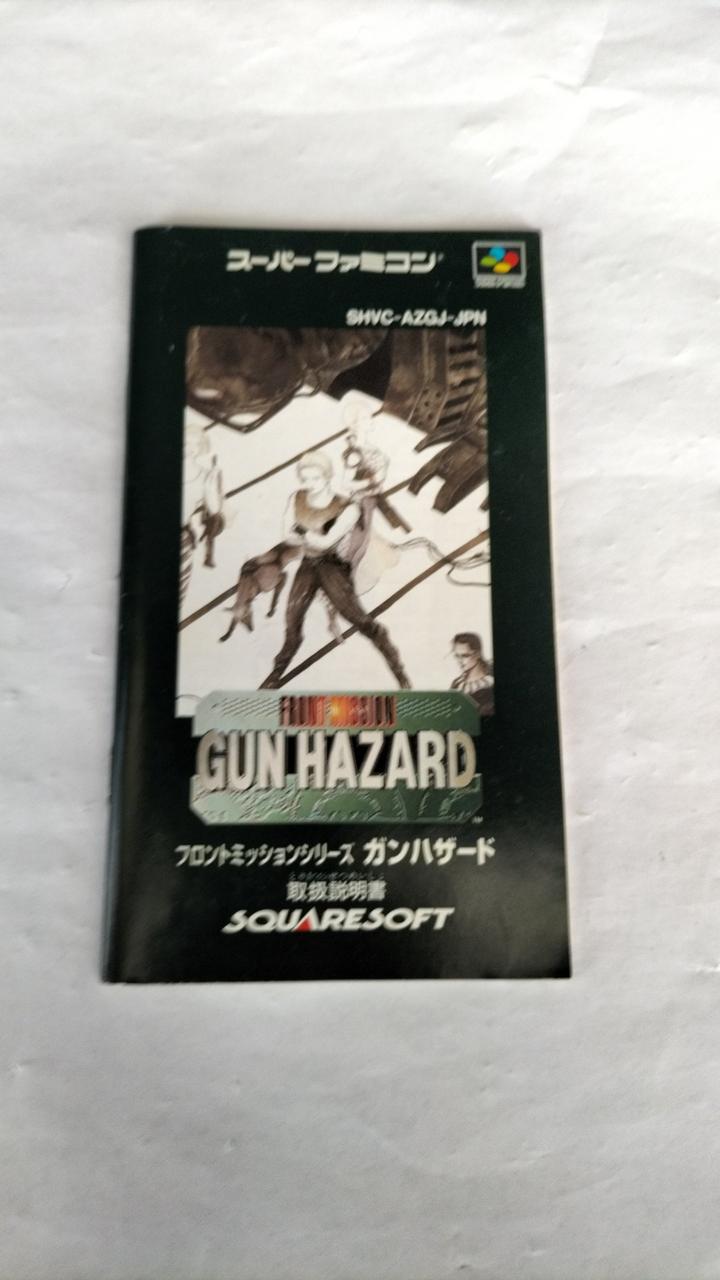 スーパーファミコン
SHVC-AZGJ-JPN
FRONT MISSION
GUN HAZARD
TM
フロントミッションシリーズ ガンハザード
取扱説明書
SQUARESOFT